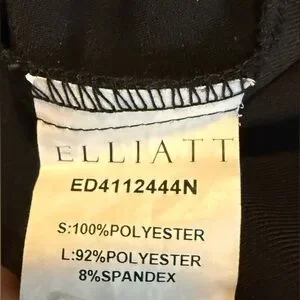 ELLIATT
ED4112444N
S:100%POLYESTER
L:92%POLYESTER
8%SPANDEX